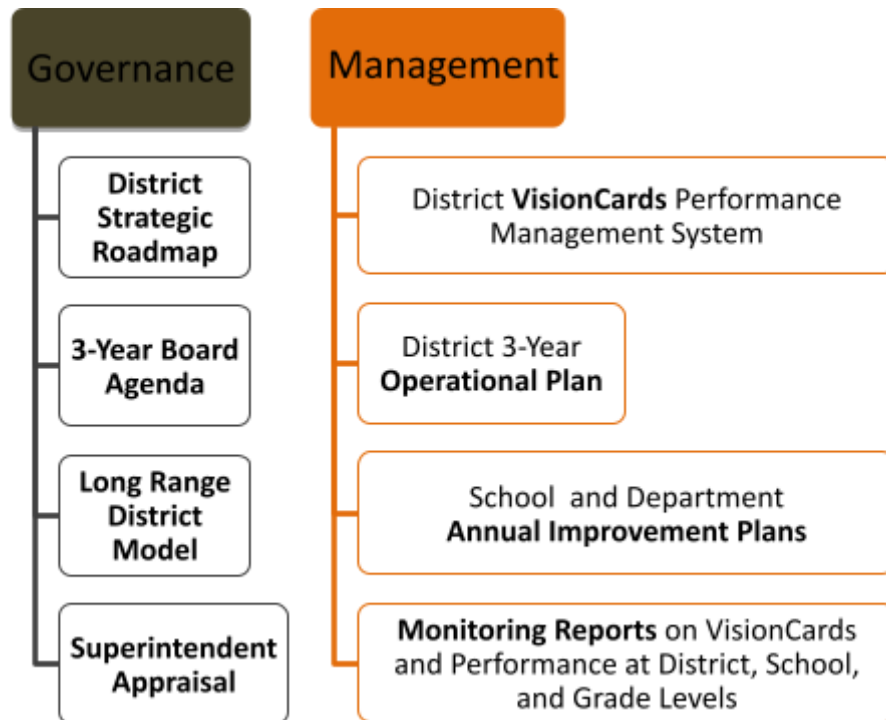 Governance
District
Strategic
Roadmap
3-Year Board
Agenda
Long Range
District
Model
Superintendent
Appraisal
Management
District VisionCards Performance
Management System
District 3-Year
Operational Plan
School and Department
Annual Improvement Plans
Monitoring Reports on VisionCards
and Performance at District, School,
and Grade Levels